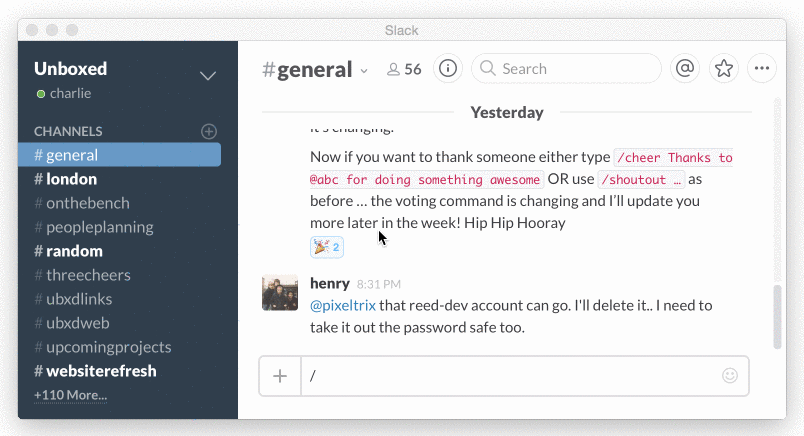 Slack
Unboxed
charlie
CHANNELS
# general
# london
# onthebench
# peopleplanning
# random
# threecheers
# ubxdlinks
# ubxdweb
# upcomingprojects
# websiterefresh
+110 More...
#general
56
Search
Yesterday
it's changing.
Now if you want to thank someone either type /cheer Thanks to
@abc for doing something awesome OR use /shoutout … as
before … the voting command is changing and I'll update you
more later in the week! Hip Hip Hooray
2
henry 8:31 PM
@pixeltrix that reed-dev account can go. I'll delete it.. I need to
take it out the password safe too.
/